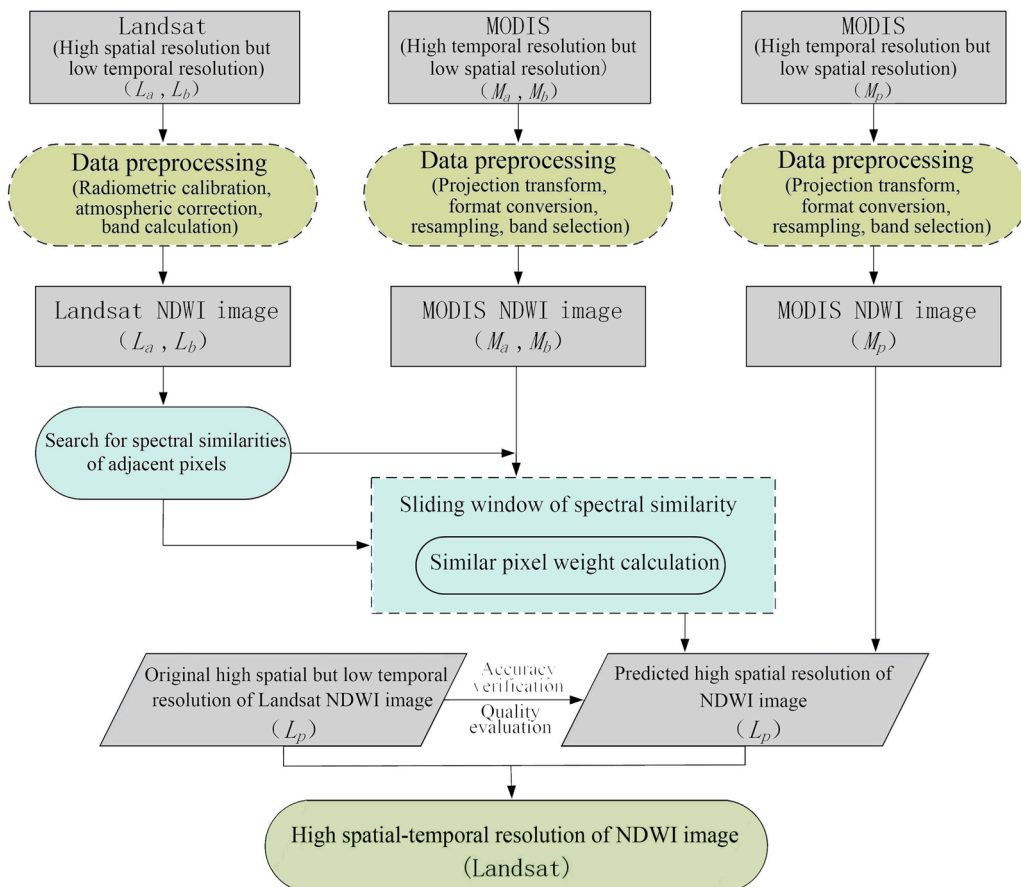 Landsat
(High spatial resolution but
low temporal resolution)
(La , Lb)
MODIS
(High temporal resolution but
low spatial resolution)
(Ma , Mb)
MODIS
(High temporal resolution but
low spatial resolution)
(Mp)
Data preprocessing
(Radiometric calibration,
atmospheric correction,
band calculation)
Data preprocessing
(Projection transform,
format conversion,
resampling, band selection)
Data preprocessing
(Projection transform,
format conversion,
resampling, band selection)
Landsat NDWI image
(La , Lb)
MODIS NDWI image
(Ma , Mb)
MODIS NDWI image
(Mp)
Search for spectral similarities
of adjacent pixels
Sliding window of spectral similarity
Similar pixel weight calculation
Original high spatial but low temporal
resolution of Landsat NDWI image
(Lp)
Accuracy
verification
Quality
evaluation
Predicted high spatial resolution of
NDWI image
(Lp)
High spatial-temporal resolution of NDWI image
(Landsat)